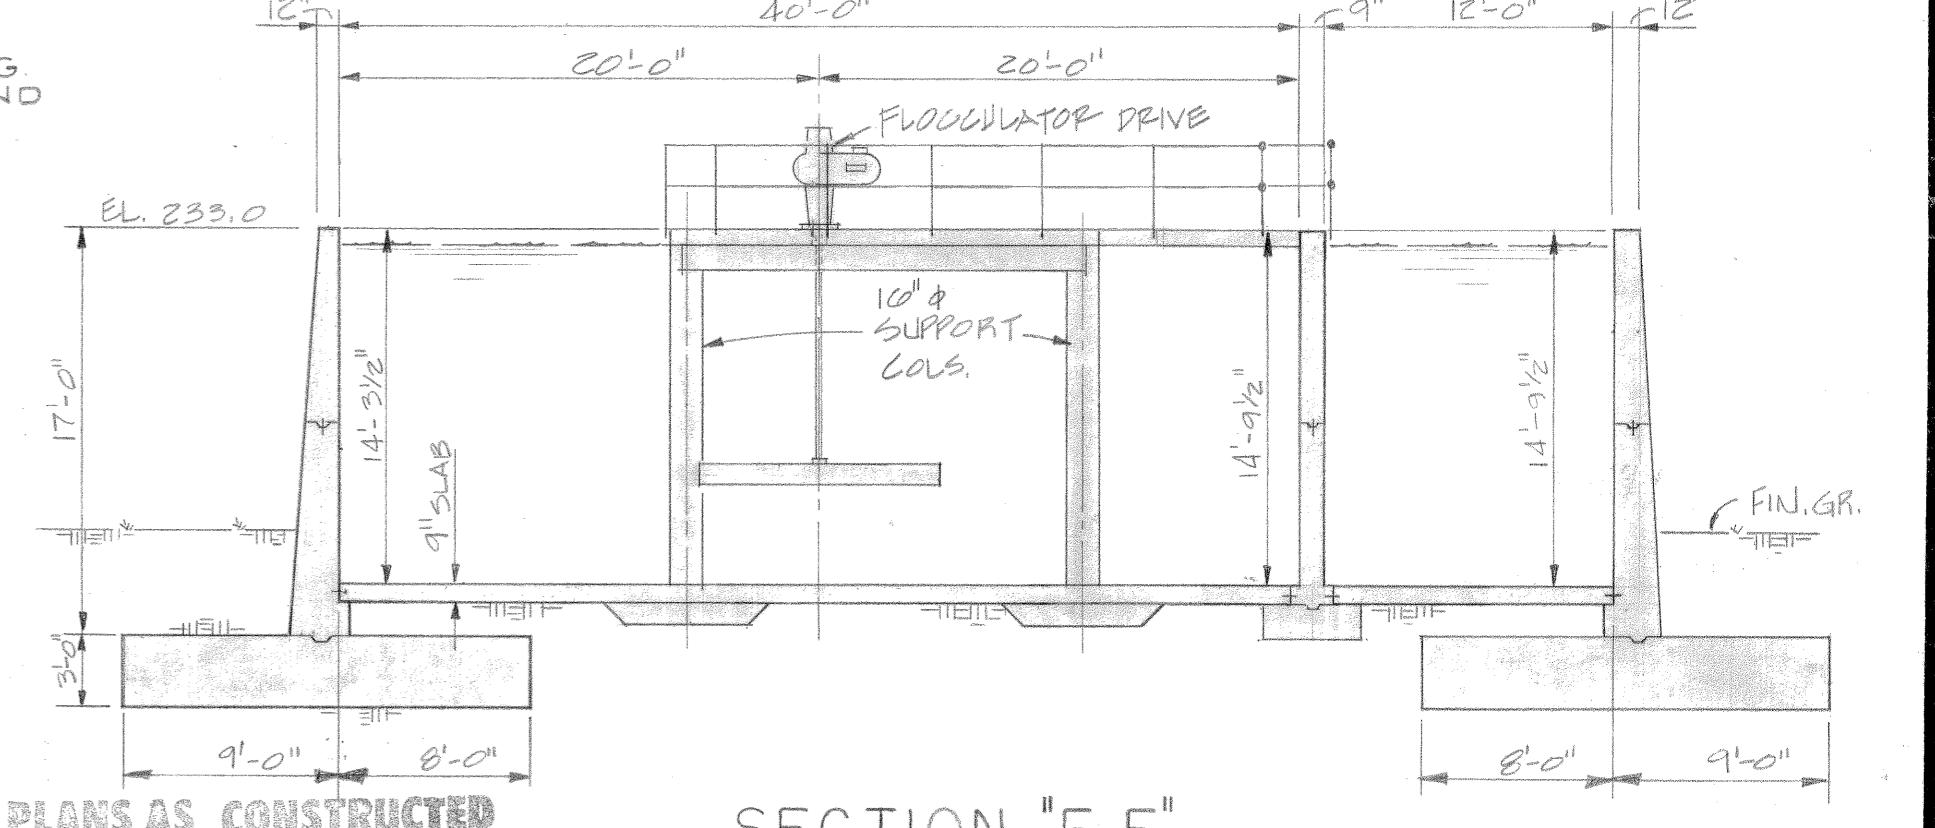 12"
40'-0"
9"
12'-0"
12
G.
ND
20'-0"
20'-0"
FLOCCULATOR DRIVE
EL. 233.0
16" φ
SUPPORT
COLS.
17'-0"
14'-3½"
9" SLAB
14'-9½"
14'-9½"
FIN. GR.
3'-0"
9'-0"
8'-0"
8'-0"
9'-0"
PLANS AS CONSTRUCTED
SECTION "F-F"